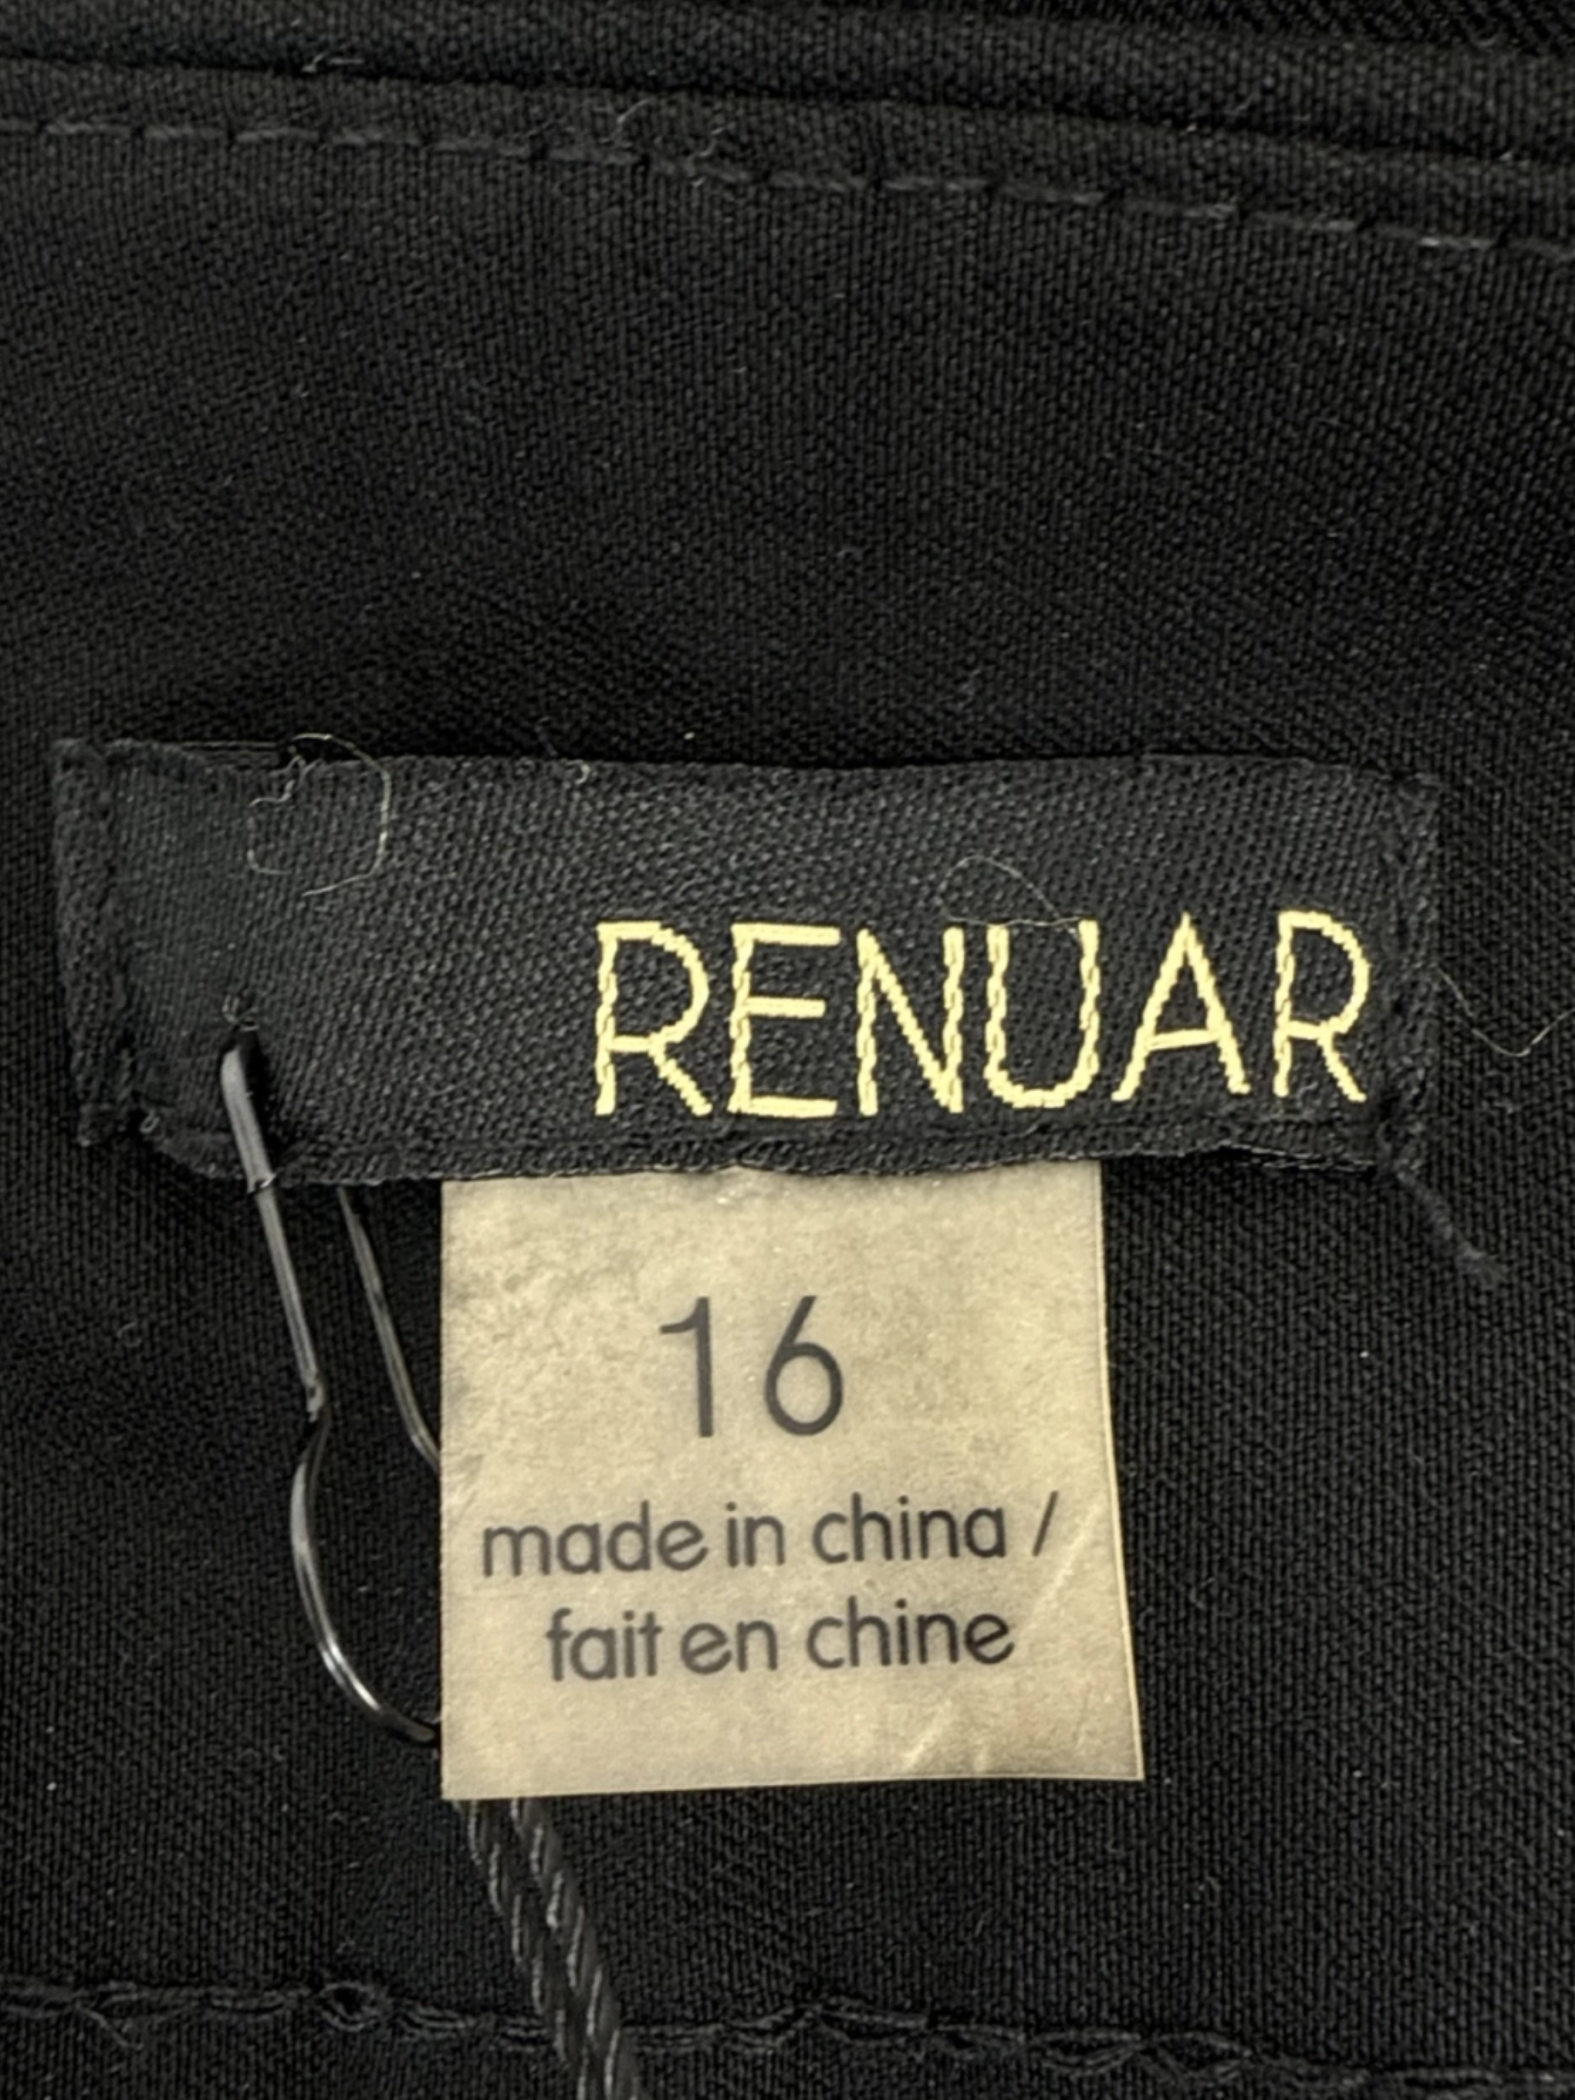 RENUAR
16
made in china /
fait en chine